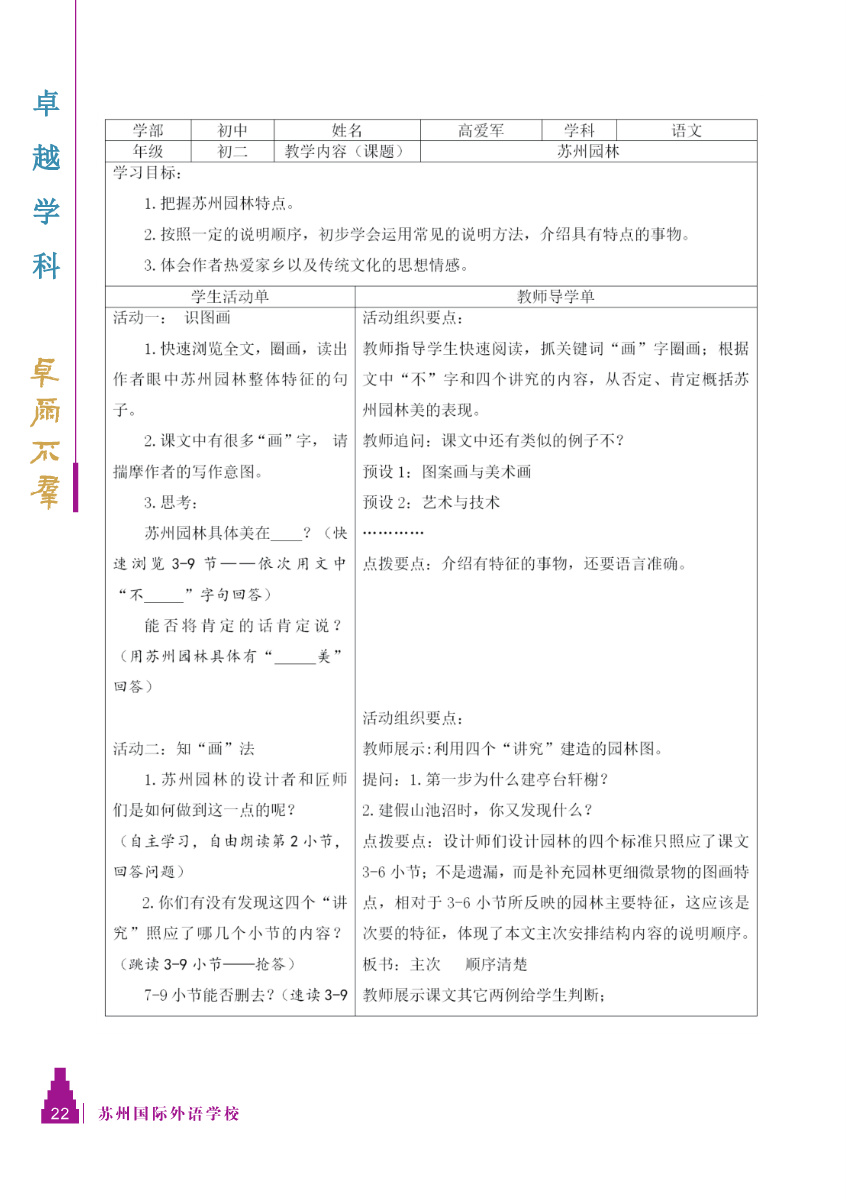 卓越学科
卓尔不群
学部 初中 姓名 高爱军 学科 语文
年级 初二 教学内容(课题) 苏州园林
学习目标:
1.把握苏州园林特点。
2.按照一定的说明顺序,初步学会运用常见的说明方法,介绍具有特点的事物。
3.体会作者热爱家乡以及传统文化的思想情感。
学生活动单
活动一: 识图画
1.快速浏览全文,圈画,读出
作者眼中苏州园林整体特征的句
子。
2.课文中有很多“画”字, 请
揣摩作者的写作意图。
3.思考:
苏州园林具体美在____?(快
速浏览 3-9 节——依次用文中
“不_____”字句回答)
能否将肯定的话肯定说?
(用苏州园林具体有“_____美”
回答)
活动二:知“画”法
1.苏州园林的设计者和匠师
们是如何做到这一点的呢?
(自主学习,自由朗读第 2 小节,
回答问题)
2.你们有没有发现这四个“讲
究”照应了哪几个小节的内容?
(跳读 3-9 小节——抢答)
7-9 小节能否删去?(速读 3-9
教师导学单
活动组织要点:
教师指导学生快速阅读,抓关键词“画”字圈画;根据
文中“不”字和四个讲究的内容,从否定、肯定概括苏
州园林美的表现。
教师追问:课文中还有类似的例子不?
预设 1:图案画与美术画
预设 2:艺术与技术
…………
点拨要点:介绍有特征的事物,还要语言准确。
活动组织要点:
教师展示:利用四个“讲究”建造的园林图。
提问:1.第一步为什么建亭台轩榭?
2.建假山池沼时,你又发现什么?
点拨要点:设计师们设计园林的四个标准只照应了课文
3-6 小节;不是遗漏,而是补充园林更细微景物的图画特
点,相对于 3-6 小节所反映的园林主要特征,这应该是
次要的特征,体现了本文主次安排结构内容的说明顺序。
板书:主次 顺序清楚
教师展示课文其它两例给学生判断;
22 苏州国际外语学校